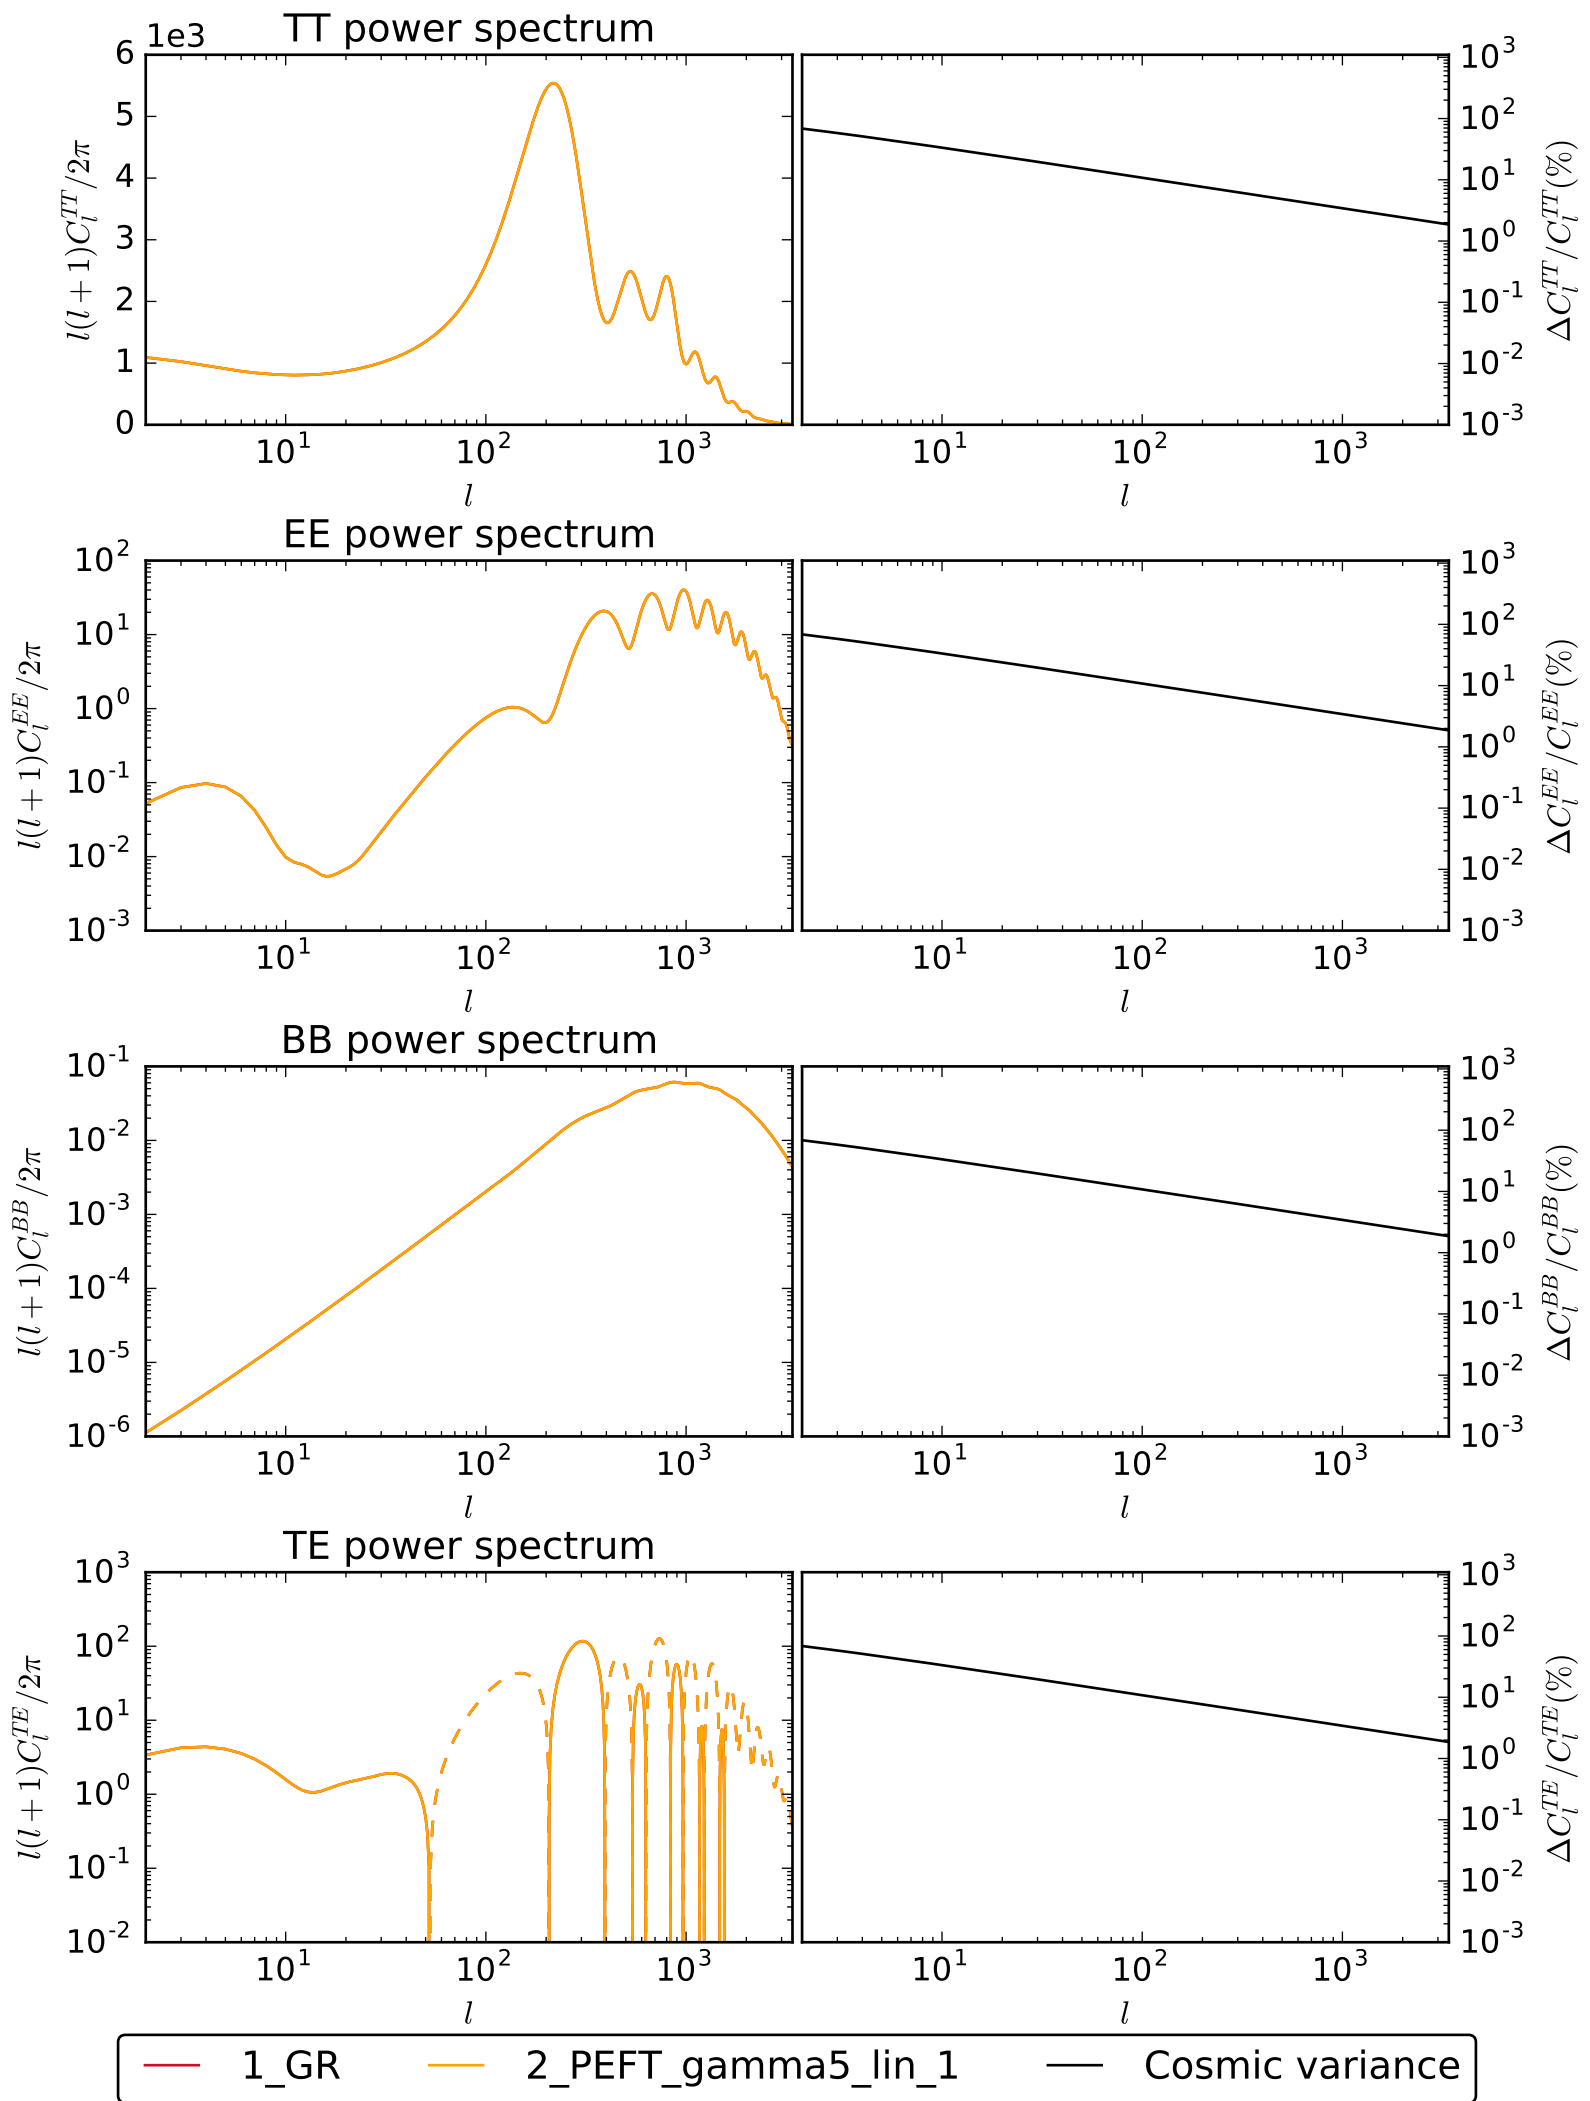 TT power spectrum
1e3
6
5
4
3
2
1
0
l(l+1)C_l^{TT}/2π
10^1 10^2 10^3
l
10^3
10^2
10^1
10^0
10^-1
10^-2
10^-3
ΔC_l^{TT}/C_l^{TT}(%)
10^1 10^2 10^3
l
EE power spectrum
10^2
10^1
10^0
10^-1
10^-2
10^-3
l(l+1)C_l^{EE}/2π
10^1 10^2 10^3
l
10^3
10^2
10^1
10^0
10^-1
10^-2
10^-3
ΔC_l^{EE}/C_l^{EE}(%)
10^1 10^2 10^3
l
BB power spectrum
10^-1
10^-2
10^-3
10^-4
10^-5
10^-6
l(l+1)C_l^{BB}/2π
10^1 10^2 10^3
l
10^3
10^2
10^1
10^0
10^-1
10^-2
10^-3
ΔC_l^{BB}/C_l^{BB}(%)
10^1 10^2 10^3
l
TE power spectrum
10^3
10^2
10^1
10^0
10^-1
10^-2
l(l+1)C_l^{TE}/2π
10^1 10^2 10^3
l
10^3
10^2
10^1
10^0
10^-1
10^-2
10^-3
ΔC_l^{TE}/C_l^{TE}(%)
10^1 10^2 10^3
l
1_GR 2_PEFT_gamma5_lin_1 Cosmic variance